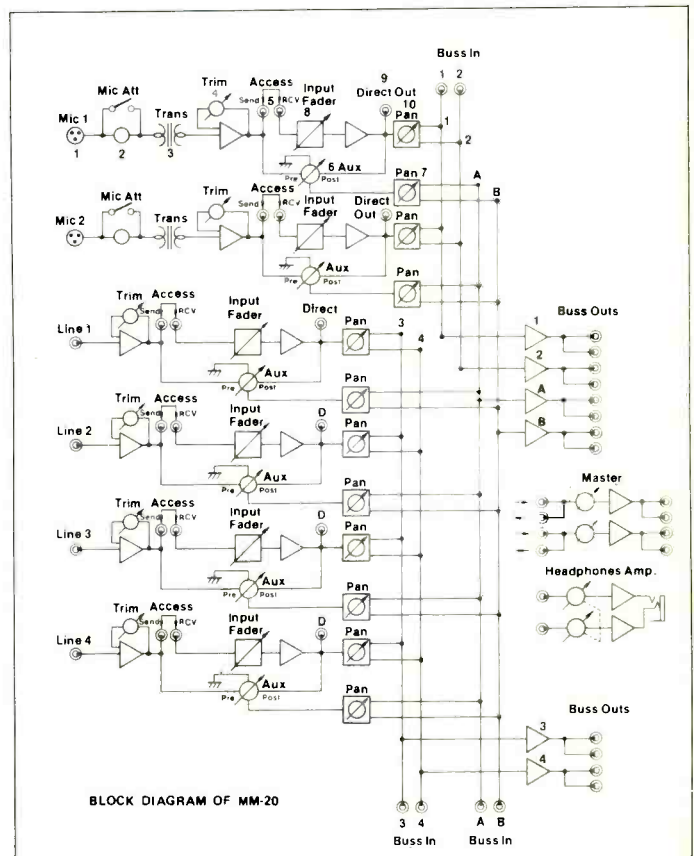 Buss In
1 2
9
Direct Out
Mic Att
Trim
4
Access
Send 5 RCV
Input
Fader
8
10
Pan
Mic 1
1
2
Trans
3
1
2
6 Aux
Pre Post
Pan 7
A
B
Mic Att
Trim
Access
Send RCV
Input
Fader
Direct
Out
Pan
Mic 2
Trans
Aux
Pre Post
Pan
Trim
Access
Send RCV
Input
Fader
Direct
Pan
3
4
Line 1
Aux
Pre Post
Pan
Buss Outs
1
2
A
B
Trim
Access
Send RCV
Input
Fader
D
Pan
Line 2
Aux
Pre Post
Pan
Master
Trim
Access
Send RCV
Input
Fader
D
Pan
Line 3
Aux
Pre Post
Pan
Headphones Amp.
Trim
Access
Send RCV
Input
Fader
D
Pan
Line 4
Aux
Pre Post
Pan
Buss Outs
3
4
BLOCK DIAGRAM OF MM-20
3 4 A B
Buss In Buss In